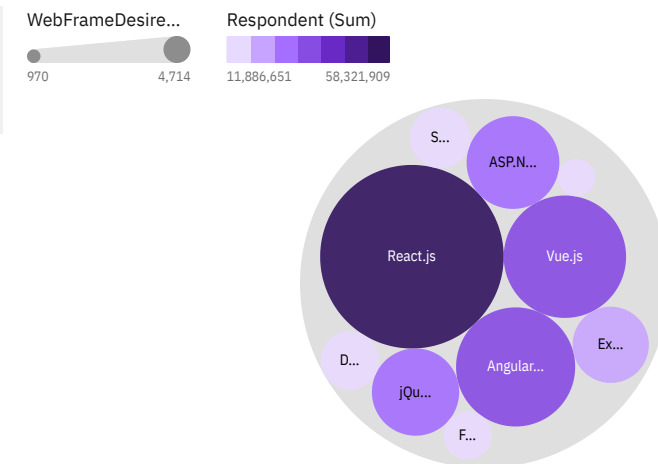 WebFrameDesire...
Respondent (Sum)
970
4,714
11,886,651
58,321,909
S...
ASP.N...
React.js
Vue.js
Ex...
D...
Angular...
jQu...
F...